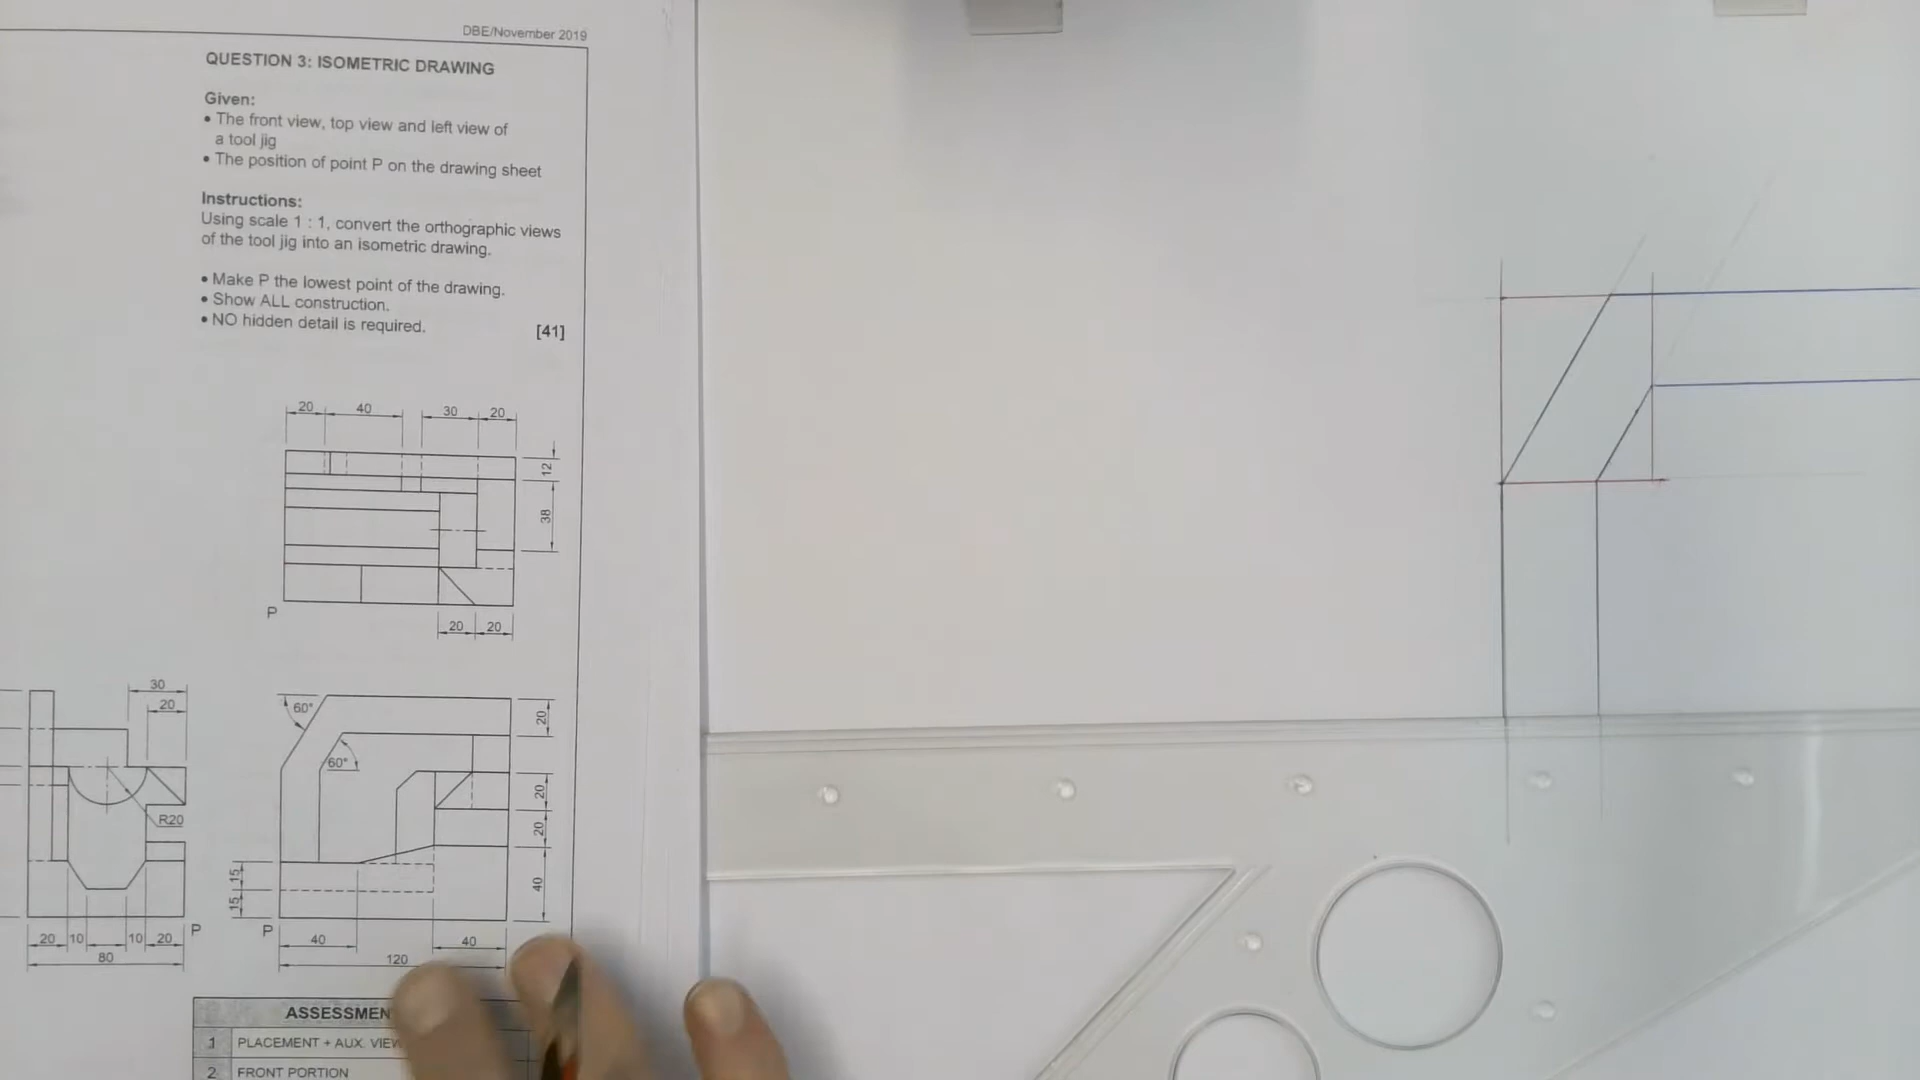 DBE/November 2019
QUESTION 3: ISOMETRIC DRAWING
Given:
• The front view, top view and left view of
a tool jig
• The position of point P on the drawing sheet
Instructions:
Using scale 1 : 1, convert the orthographic views
of the tool jig into an isometric drawing.
• Make P the lowest point of the drawing.
• Show ALL construction.
• NO hidden detail is required.
[41]
20 40 30 20
12
38
P
20 20
30
20
R20
20 10 10 20
P
80
60°
60°
20
20
20
40
15
15
P
40 40
120
ASSESSMEN
1 PLACEMENT + AUX. VIEW
2 FRONT PORTION